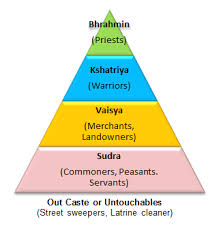 Bhrahmin
(Priests)
Kshatriya
(Warriors)
Vaisya
(Merchants,
Landowners)
Sudra
(Commoners, Peasants.
Servants)
Out Caste or Untouchables
(Street sweepers, Latrine cleaner)